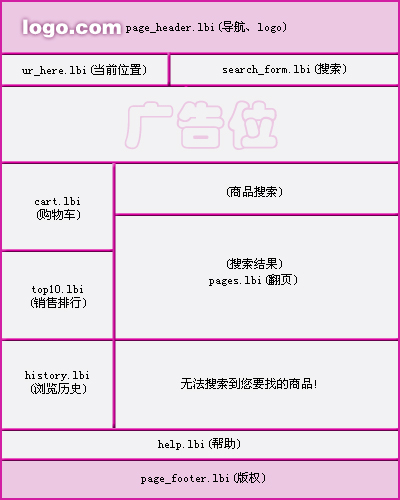 logo.com page_header.lbi(导航、logo)
ur_here.lbi(当前位置)
search_form.lbi(搜索)
广告位
cart.lbi
(购物车)
(商品搜索)
(搜索结果)
pages.lbi(翻页)
top10.lbi
(销售排行)
history.lbi
(浏览历史)
无法搜索到您要找的商品!
help.lbi(帮助)
page_footer.lbi(版权)